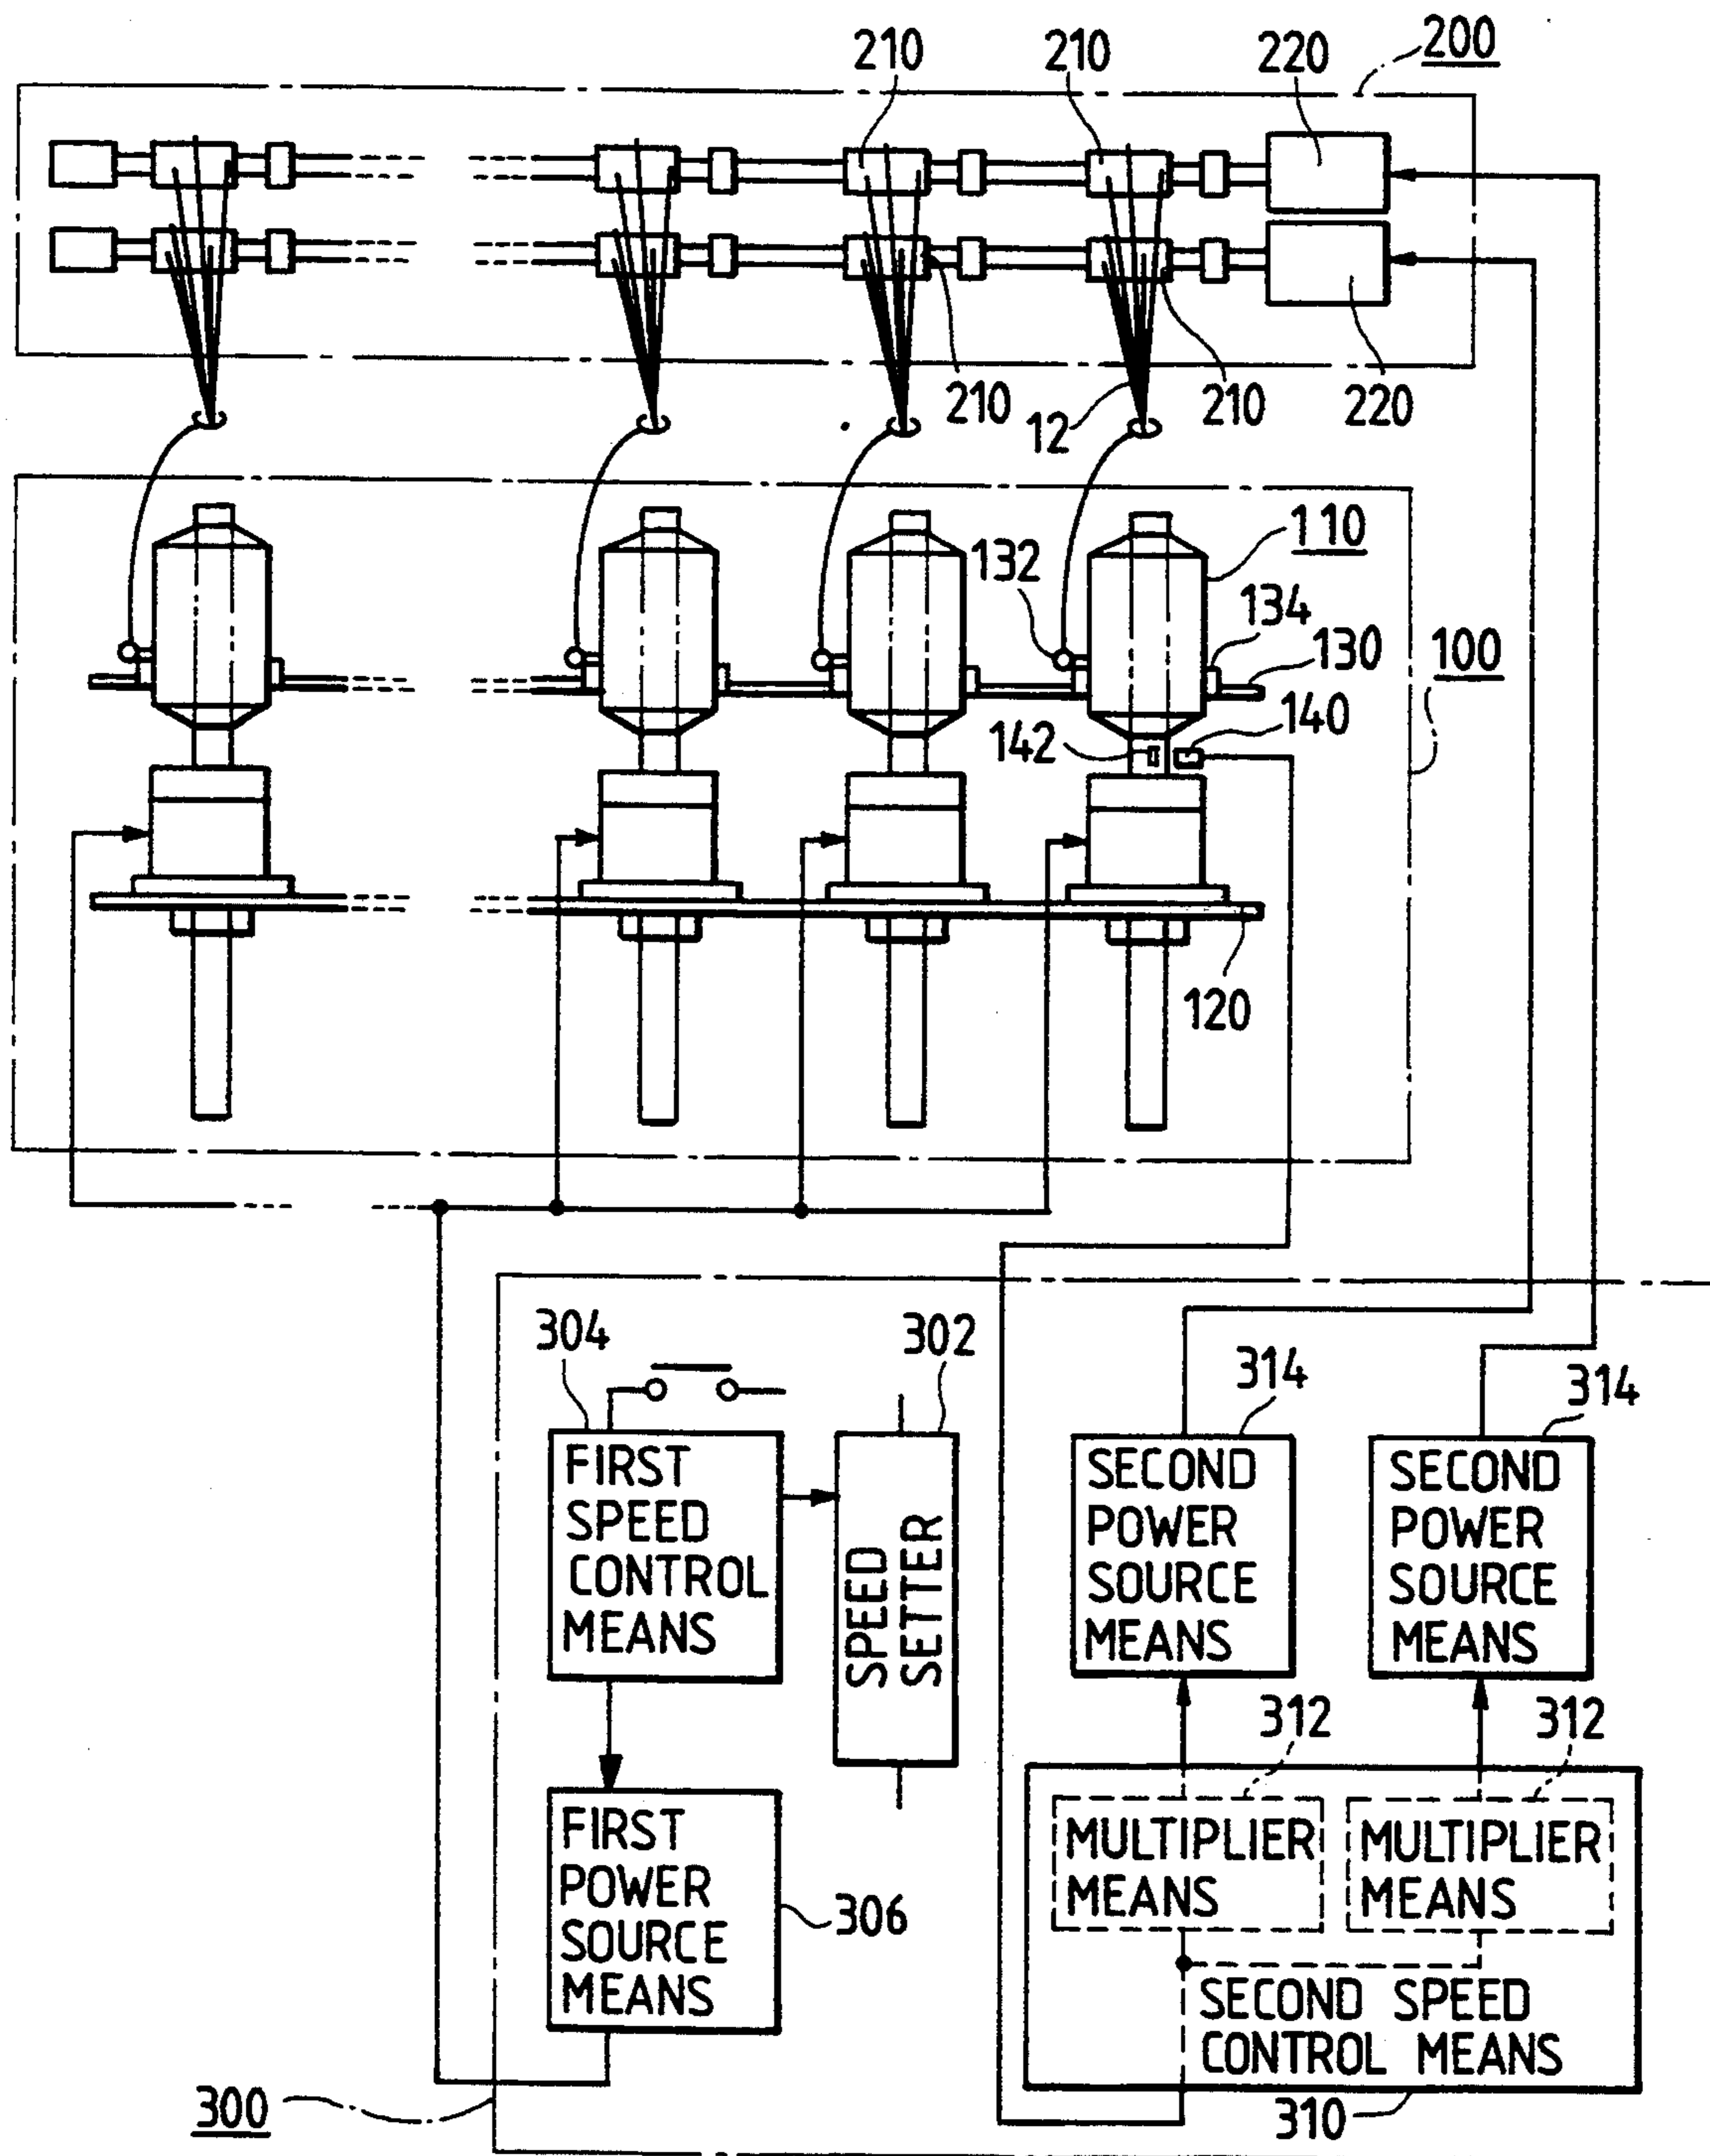 210
210
220
200
210
12
210
220
110
132
134
130
100
142
140
120
304
302
314
314
FIRST
SPEED
CONTROL
MEANS
SPEED
SETTER
SECOND
POWER
SOURCE
MEANS
SECOND
POWER
SOURCE
MEANS
312
312
FIRST
POWER
SOURCE
MEANS
306
MULTIPLIER
MEANS
MULTIPLIER
MEANS
SECOND SPEED
CONTROL MEANS
300
310